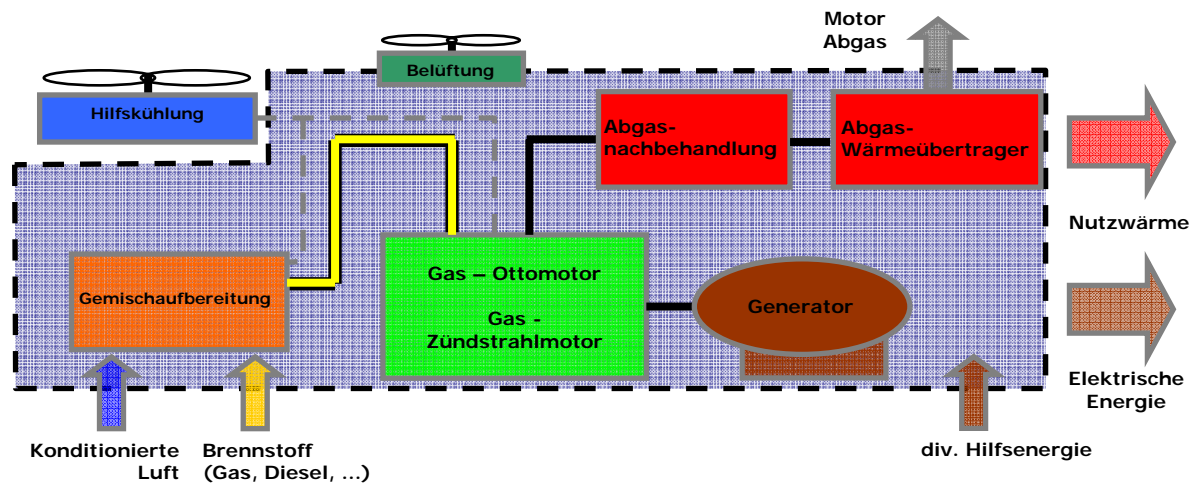 Motor
Abgas
Belüftung
Hilfskühlung
Abgas-
nachbehandlung
Abgas-
Wärmeübertrager
Nutzwärme
Gemischaufbereitung
Gas – Ottomotor
Gas -
Zündstrahlmotor
Generator
Elektrische
Energie
Konditionierte
Luft
Brennstoff
(Gas, Diesel, ...)
div. Hilfsenergie